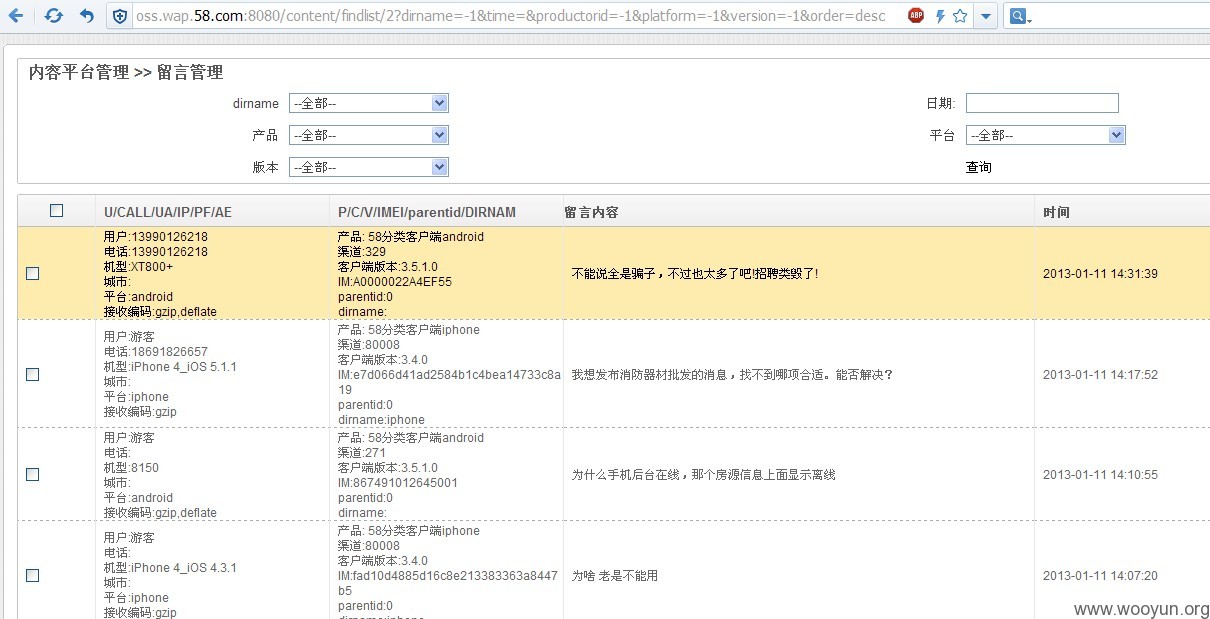 oss.wap.58.com:8080/content/findlist/2?dirname=-1&time=&productorid=-1&platform=-1&version=-1&order=desc ABP
内容平台管理 >> 留言管理
dirname --全部-- 日期:
产品 --全部-- 平台 --全部--
版本 --全部-- 查询
U/CALL/UA/IP/PF/AE P/C/V/IMEI/parentid/DIRNAM 留言内容 时间
用户:13990126218
电话:13990126218
机型:XT800+
城市:
平台:android
接收编码:gzip,deflate
产品: 58分类客户端android
渠道:329
客户端版本:3.5.1.0
IM:A0000022A4EF55
parentid:0
dirname:
不能说全是骗子，不过也太多了吧!招聘类毁了!
2013-01-11 14:31:39
用户:游客
电话:18691826657
机型:iPhone 4_iOS 5.1.1
城市:
平台:iphone
接收编码:gzip
产品: 58分类客户端iphone
渠道:80008
客户端版本:3.4.0
IM:e7d066d41ad2584b1c4bea14733c8a
19
parentid:0
dirname:iphone
我想发布消防器材批发的消息，找不到哪项合适。能否解决？
2013-01-11 14:17:52
用户:游客
电话:
机型:8150
城市:
平台:android
接收编码:gzip,deflate
产品: 58分类客户端android
渠道:271
客户端版本:3.5.1.0
IM:867491012645001
parentid:0
dirname:
为什么手机后台在线，那个房源信息上面显示离线
2013-01-11 14:10:55
用户:游客
电话:
机型:iPhone 4_iOS 4.3.1
城市:
平台:iphone
接收编码:gzip
产品: 58分类客户端iphone
渠道:80008
客户端版本:3.4.0
IM:fad10d4885d16c8e213383363a8447
b5
parentid:0
dirname:iphone
为啥 老是不能用
2013-01-11 14:07:20
www.wooyun.org